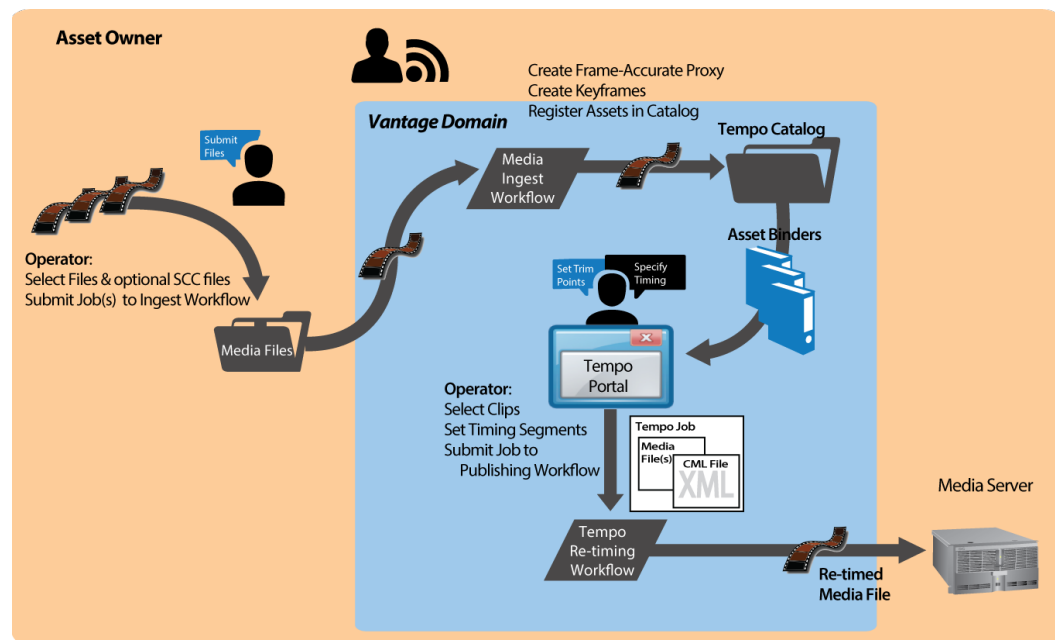 Asset Owner
Create Frame-Accurate Proxy
Create Keyframes
Register Assets in Catalog
Vantage Domain
Tempo Catalog
Submit
Files
Media
Ingest
Workflow
Operator:
Select Files & optional SCC files
Submit Job(s) to Ingest Workflow
Media Files
Asset Binders
Set Trim
Points
Specify
Timing
Tempo
Portal
Operator:
Select Clips
Set Timing Segments
Submit Job to
Publishing Workflow
Tempo Job
Media
File(s)
CML File
XML
Media Server
Tempo
Re-timing
Workflow
Re-timed
Media File